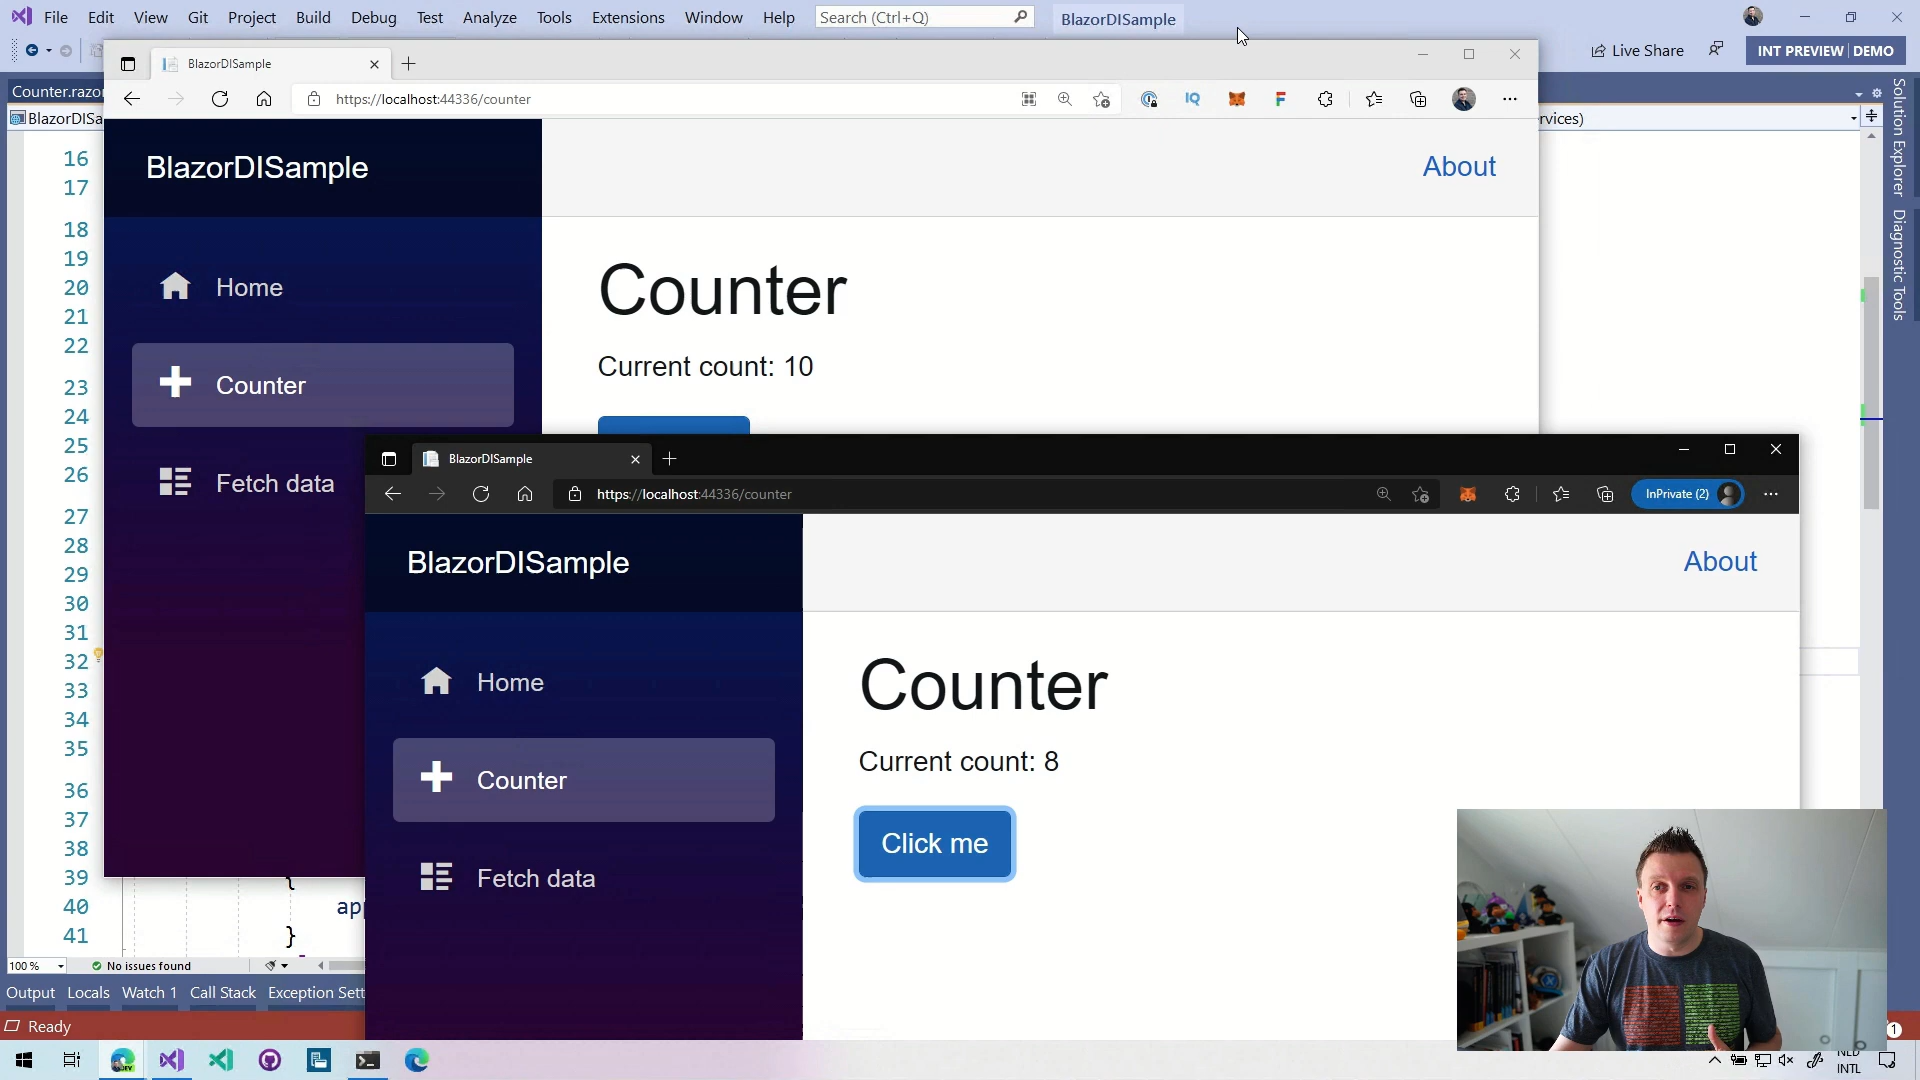 File Edit View Git Project Build Debug Test Analyze Tools Extensions Window Help Search (Ctrl+Q) BlazorDISample
Live Share INT PREVIEW DEMO
BlazorDISample
Counter.razor
https://localhost:44336/counter
BlazorDISa
rvices)
Solution Explorer
Diagnostic Tools
16
17
18
19
20
21
22
23
24
25
26
27
28
29
30
31
32
33
34
35
36
37
38
39 {
40 app
41 }
BlazorDISample
About
Home
Counter
Fetch data
Counter
Current count: 10
BlazorDISample
https://localhost:44336/counter
InPrivate (2)
BlazorDISample
About
Home
Counter
Fetch data
Counter
Current count: 8
Click me
100 % No issues found
Output Locals Watch 1 Call Stack Exception Sett
Ready
1
NLD
INTL